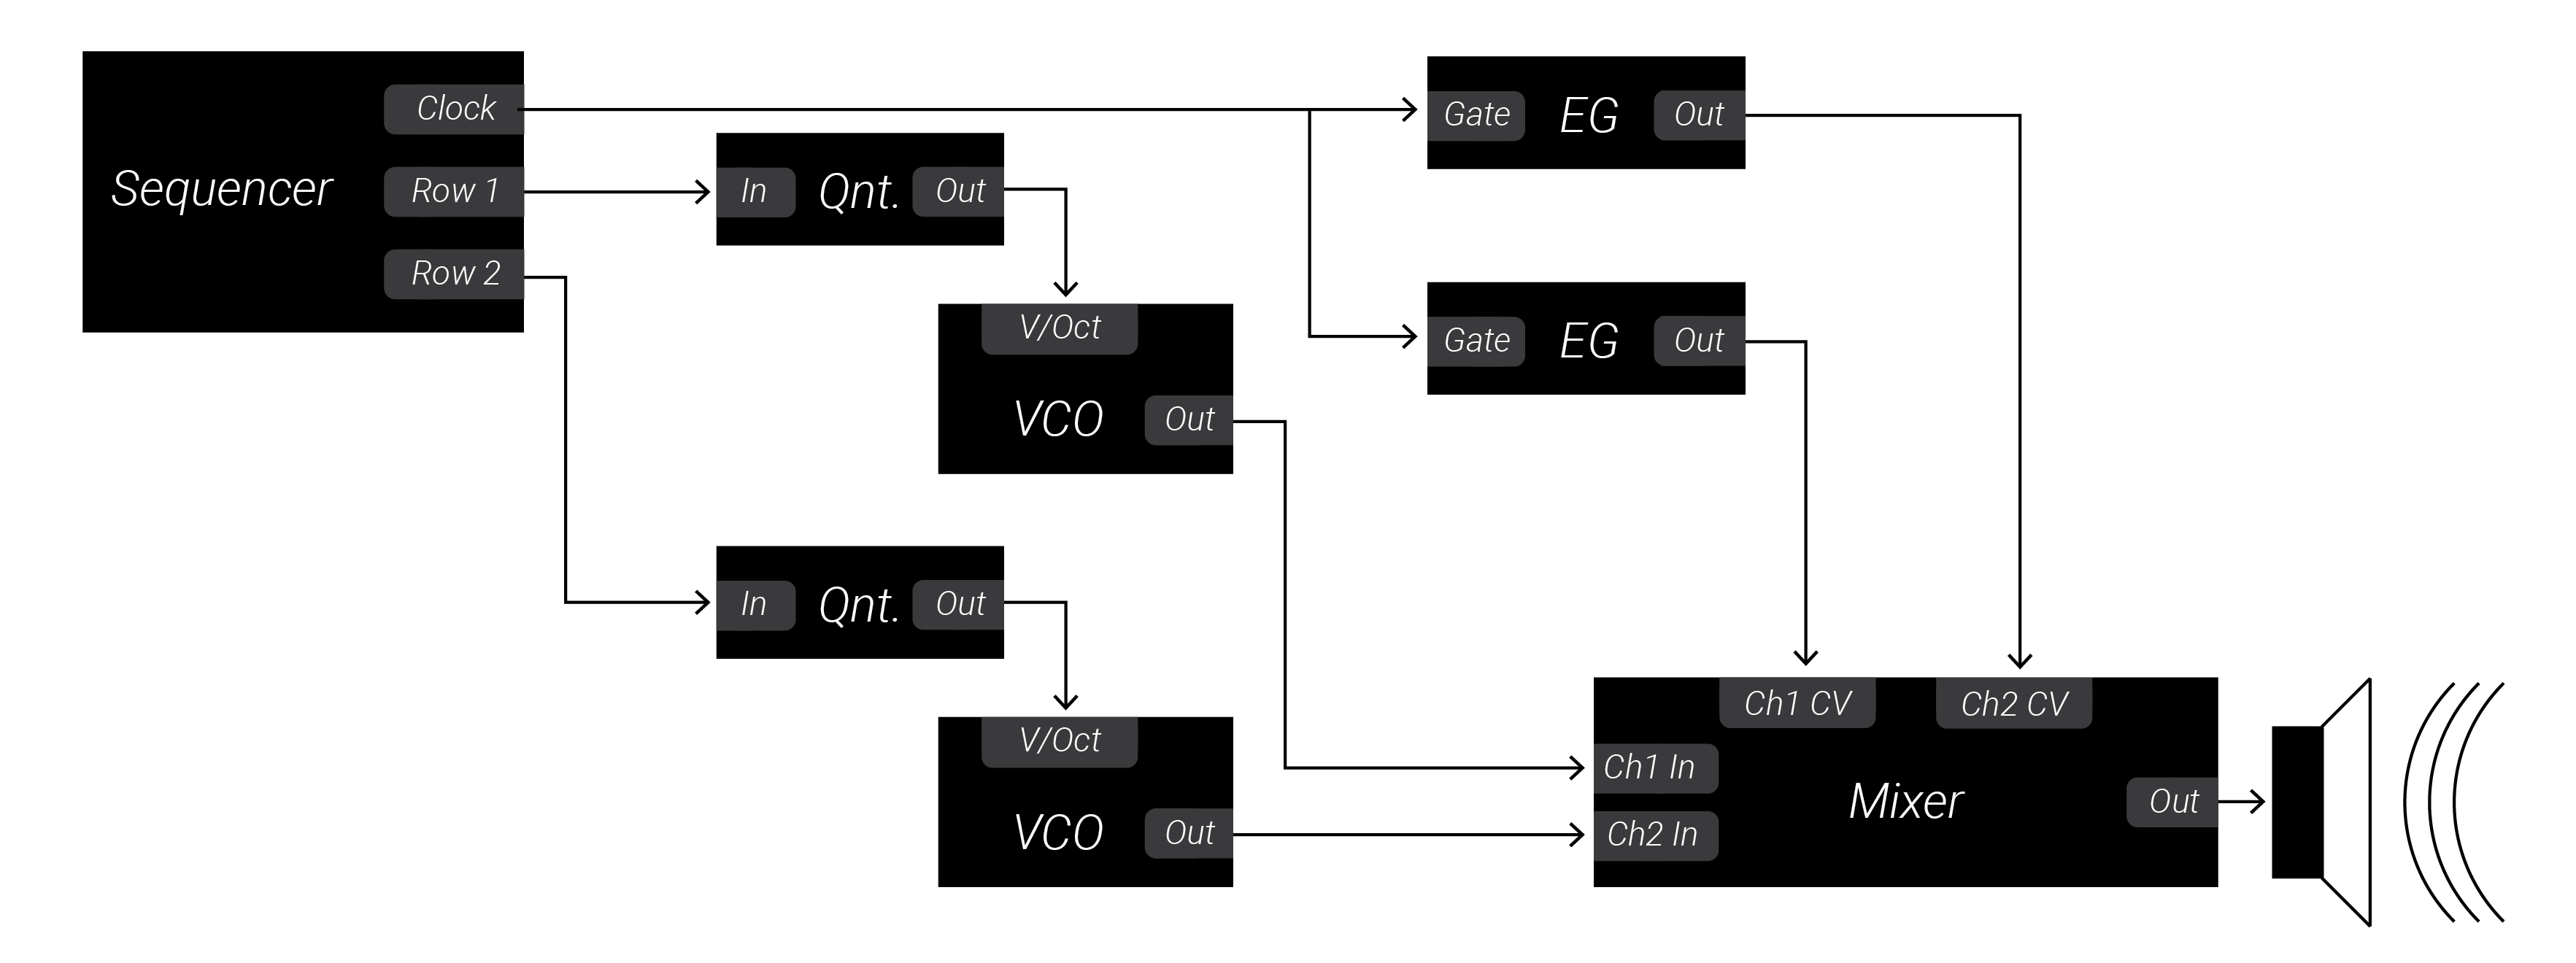 Sequencer
Clock
Row 1
Row 2
In
Qnt.
Out
V/Oct
VCO
Out
In
Qnt.
Out
V/Oct
VCO
Out
Gate
EG
Out
Gate
EG
Out
Ch1 CV
Ch2 CV
Ch1 In
Ch2 In
Mixer
Out